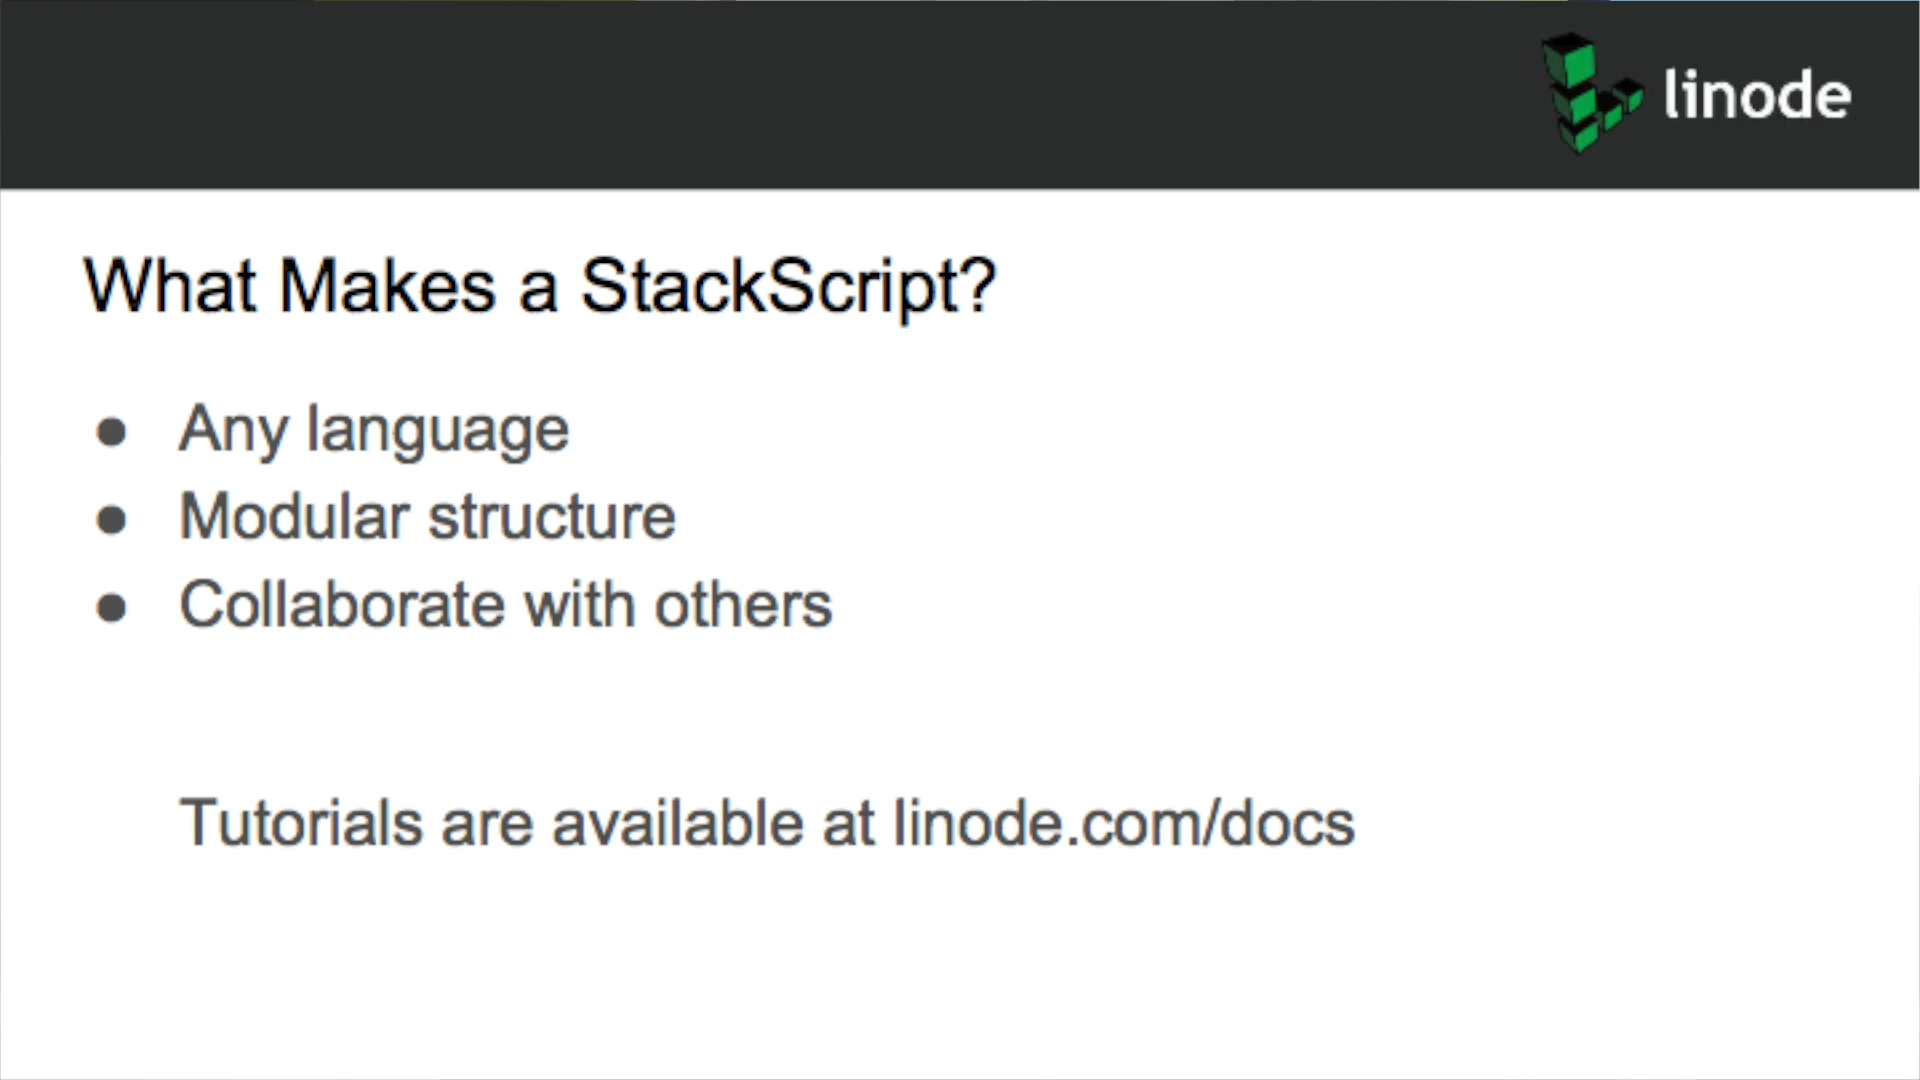 linode
What Makes a StackScript?
● Any language
● Modular structure
● Collaborate with others
Tutorials are available at linode.com/docs